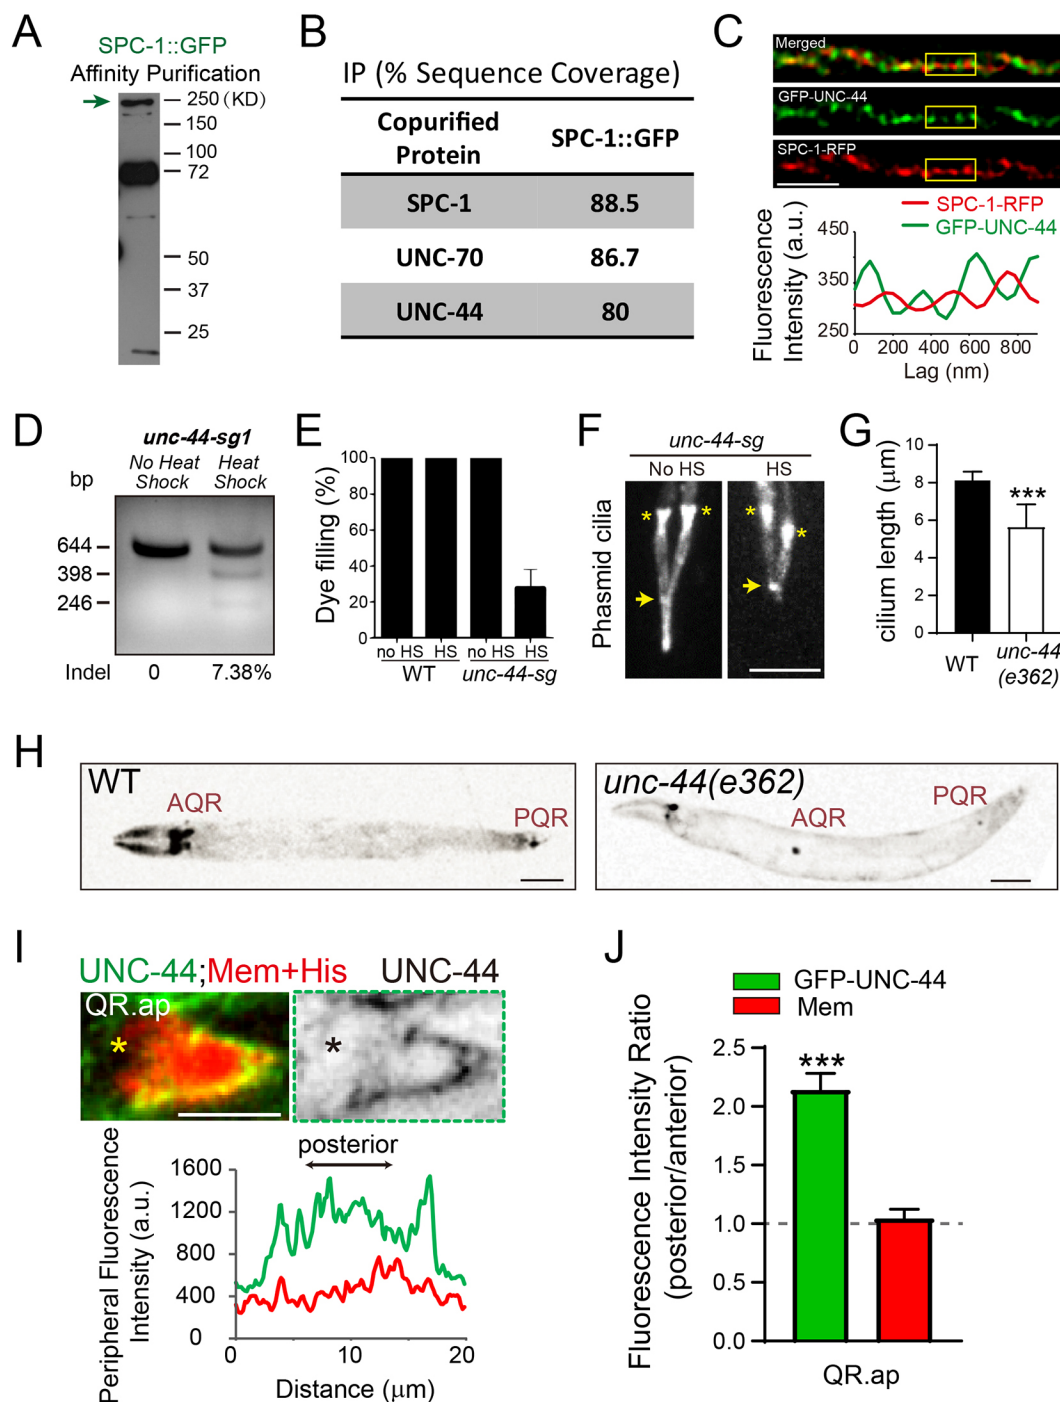 A
SPC-1::GFP
Affinity Purification
250 (KD)
150
100
72
50
37
25
B
IP (% Sequence Coverage)
Copurified Protein SPC-1::GFP
SPC-1 88.5
UNC-70 86.7
UNC-44 80
C
Merged
GFP-UNC-44
SPC-1-RFP
SPC-1-RFP
GFP-UNC-44
Fluorescence
Intensity (a.u.)
450
350
250
0 200 400 600 800
Lag (nm)
D
unc-44-sg1
No Heat Shock Heat Shock
bp
644
398
246
Indel 0 7.38%
E
Dye filling (%)
100
75
50
25
0
no HS HS no HS HS
WT unc-44-sg
F
unc-44-sg
No HS HS
Phasmid cilia
* * * *
G
cilium length (μm)
10
8
6
4
2
0
***
WT unc-44 (e362)
H
WT
AQR
PQR
unc-44(e362)
AQR
PQR
I
UNC-44;Mem+His UNC-44
QR.ap
* *
posterior
Peripheral Fluorescence
Intensity (a.u.)
1600
1200
800
400
0
0 10 20
Distance (μm)
J
GFP-UNC-44
Mem
Fluorescence Intensity Ratio
(posterior/anterior)
2.5
2.0
1.5
1.0
0.5
0.0
***
QR.ap